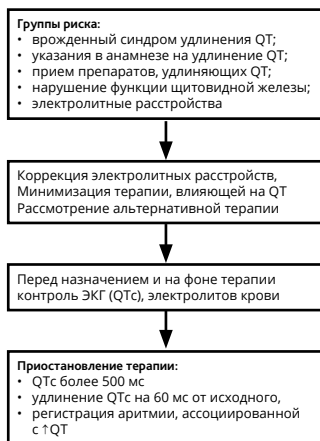 Группы риска:
• врожденный синдром удлинения QT;
• указания в анамнезе на удлинение QT;
• прием препаратов, удлиняющих QT;
• нарушение функции щитовидной железы;
• электролитные расстройства
Коррекция электролитных расстройств,
Минимизация терапии, влияющей на QT
Рассмотрение альтернативной терапии
Перед назначением и на фоне терапии
контроль ЭКГ (QTc), электролитов крови
Приостановление терапии:
• QTc более 500 мс
• удлинение QTc на 60 мс от исходного,
• регистрация аритмии, ассоциированной
с ↑QT